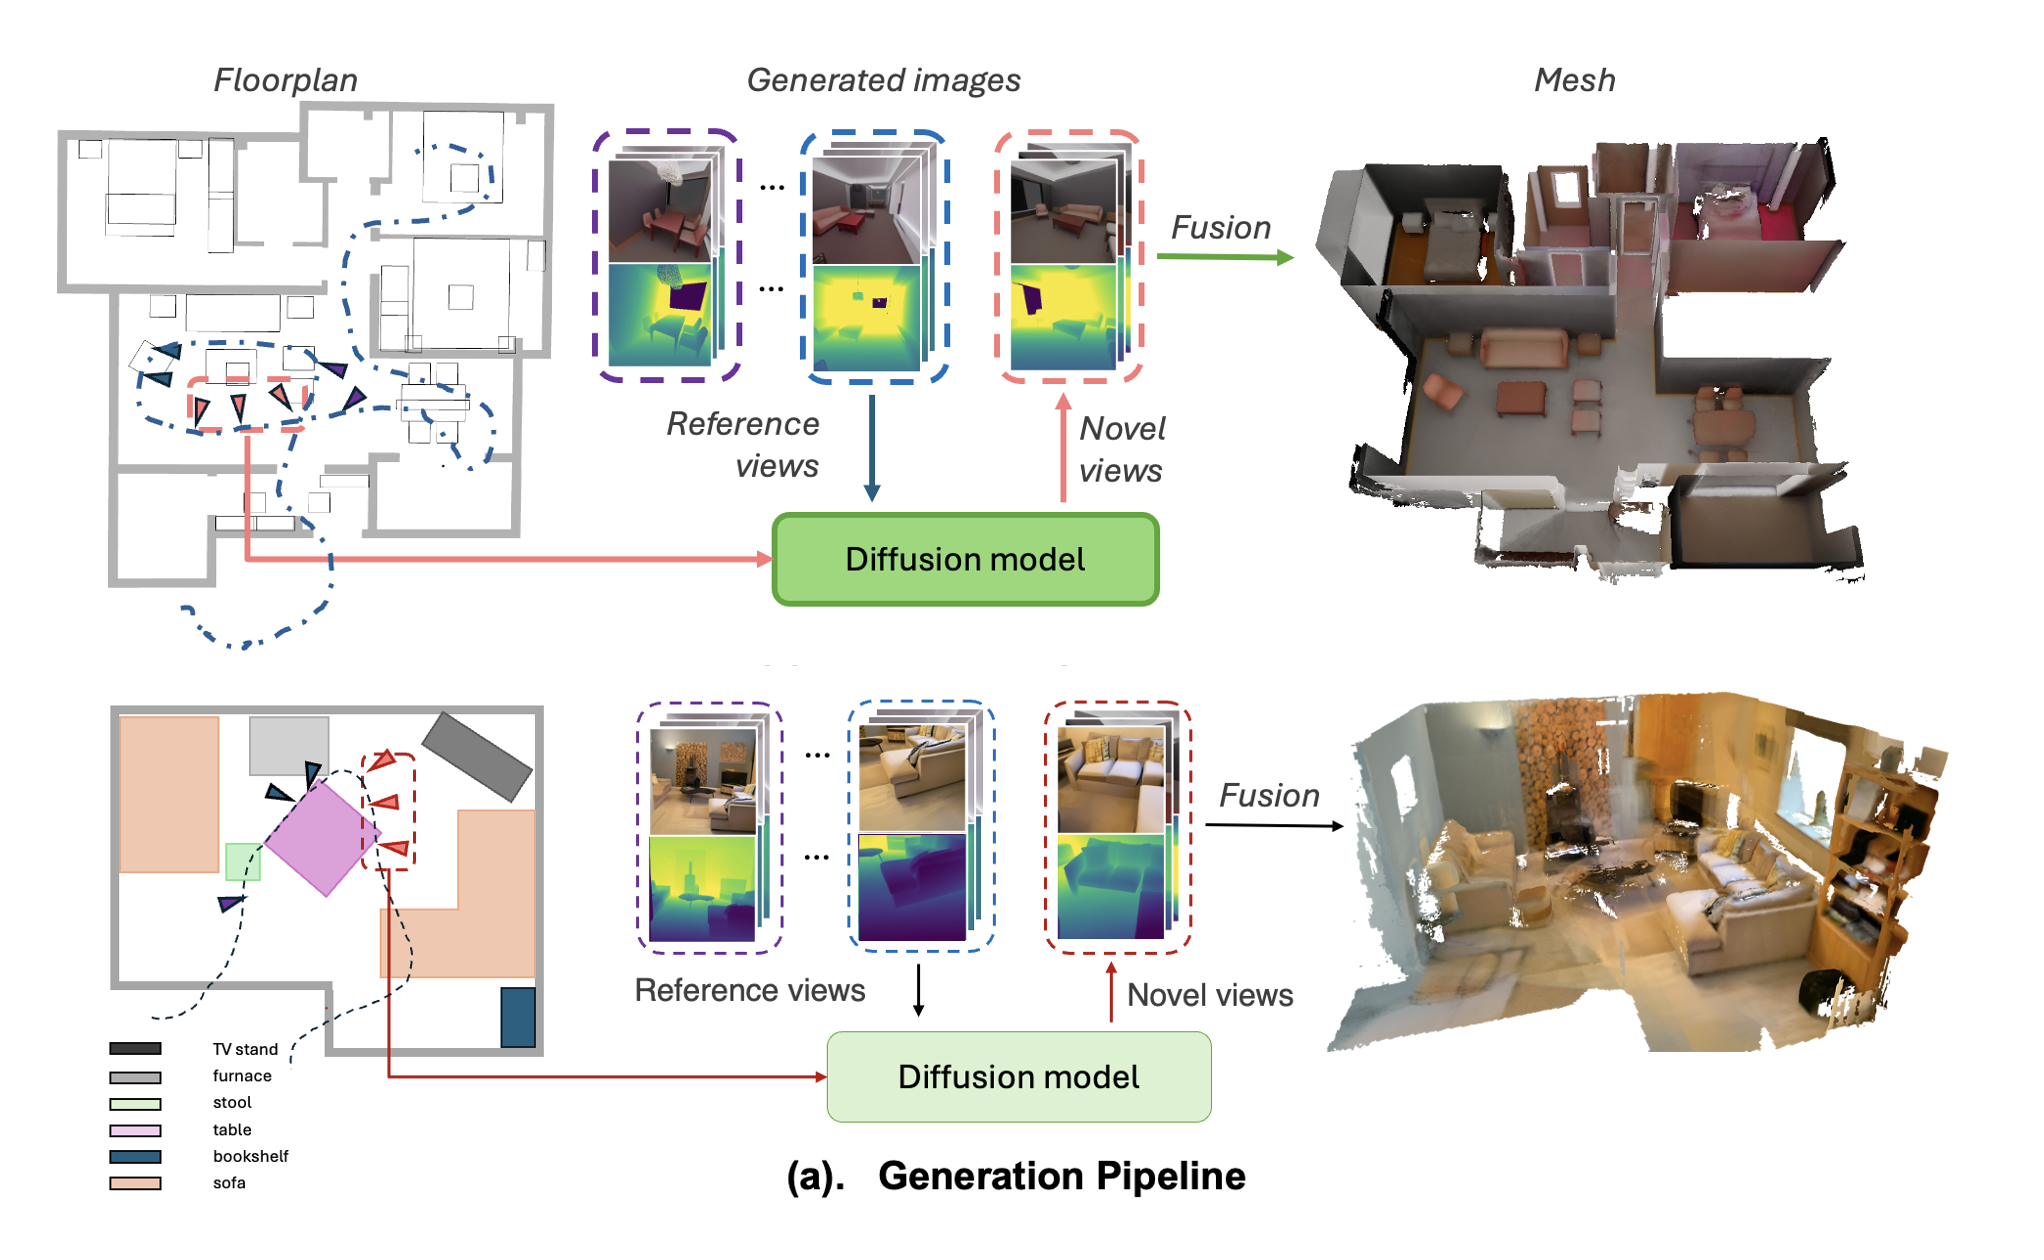 Floorplan
Generated images
Mesh
...
...
Fusion
Reference
views
Novel
views
Diffusion model
...
...
Fusion
Reference views
Novel views
Diffusion model
TV stand
furnace
stool
table
bookshelf
sofa
(a). Generation Pipeline